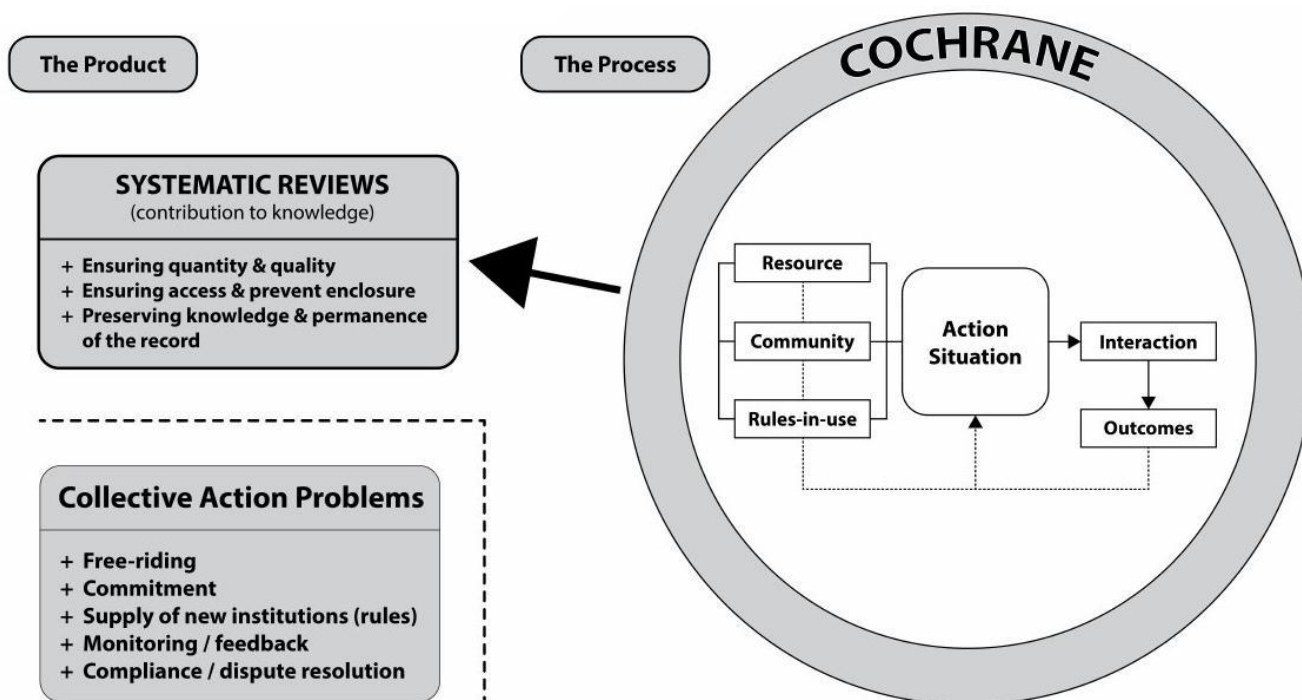 The Product
The Process
COCHRANE
SYSTEMATIC REVIEWS
(contribution to knowledge)
+ Ensuring quantity & quality
+ Ensuring access & prevent enclosure
+ Preserving knowledge & permanence
of the record
Resource
Community
Rules-in-use
Action
Situation
Interaction
Outcomes
Collective Action Problems
+ Free-riding
+ Commitment
+ Supply of new institutions (rules)
+ Monitoring / feedback
+ Compliance / dispute resolution